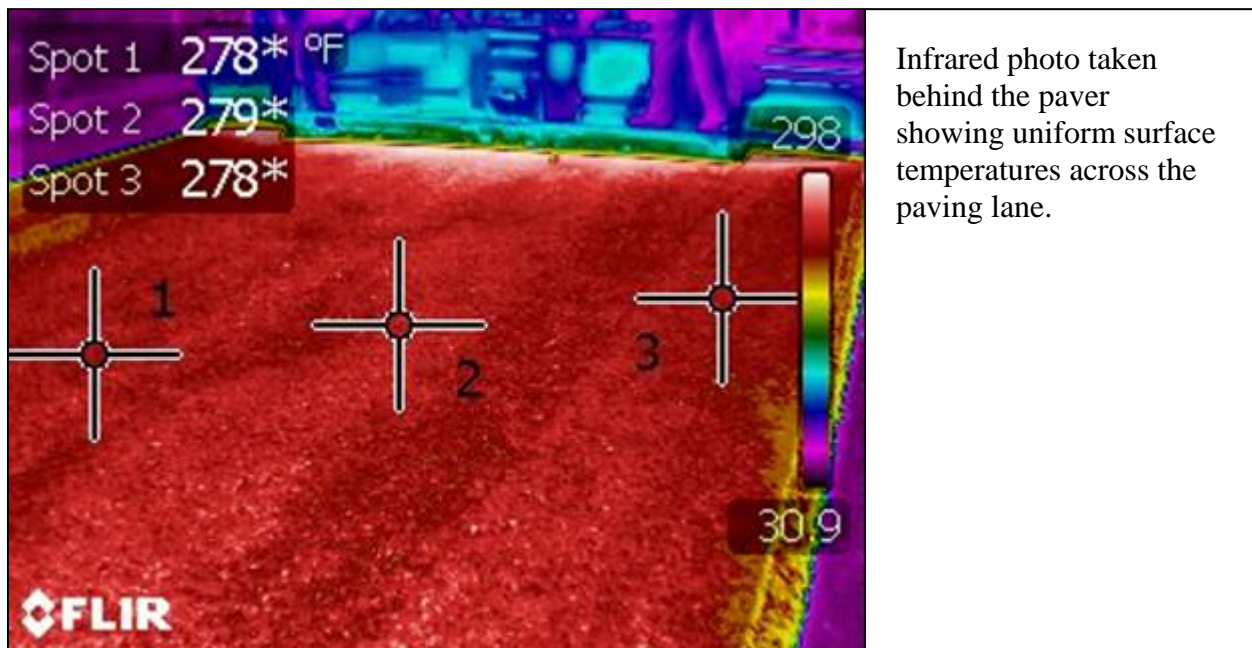 Spot 1 278* °F
Spot 2 279*
Spot 3 278*
298
1
2
3
30.9
FLIR
Infrared photo taken
behind the paver
showing uniform surface
temperatures across the
paving lane.